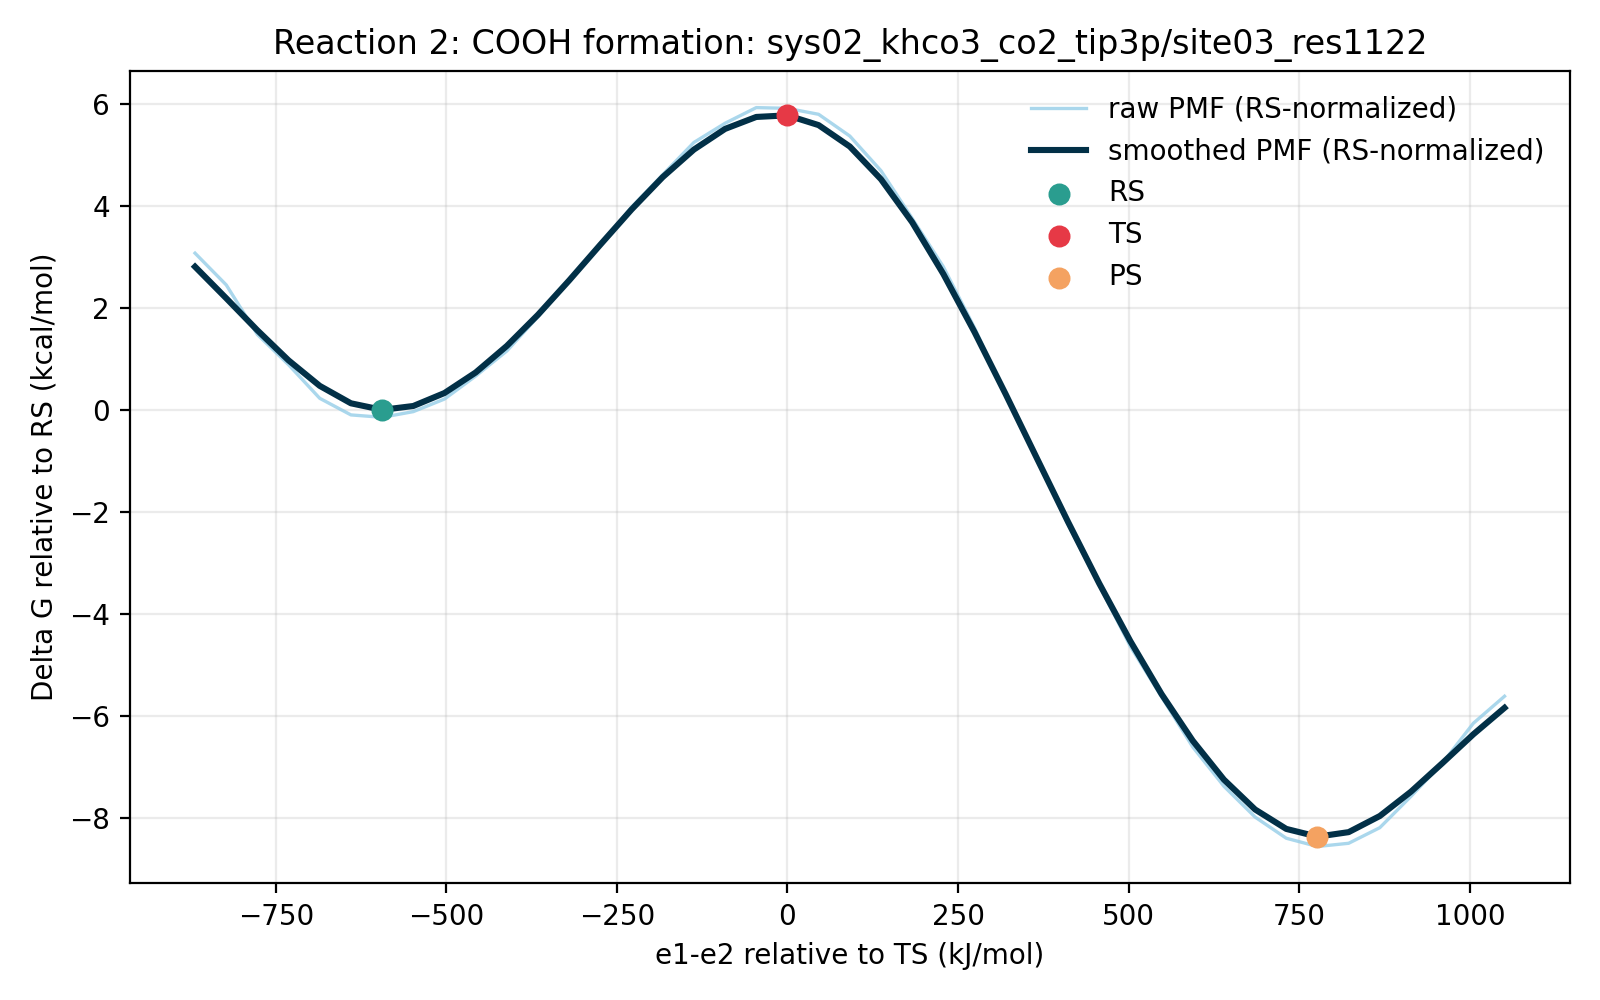 Reaction 2: COOH formation: sys02_khco3_co2_tip3p/site03_res1122
raw PMF (RS-normalized)
smoothed PMF (RS-normalized)
RS
TS
PS
Delta G relative to RS (kcal/mol)
6
4
2
0
−2
−4
−6
−8
−750
−500
−250
0
250
500
750
1000
e1-e2 relative to TS (kJ/mol)